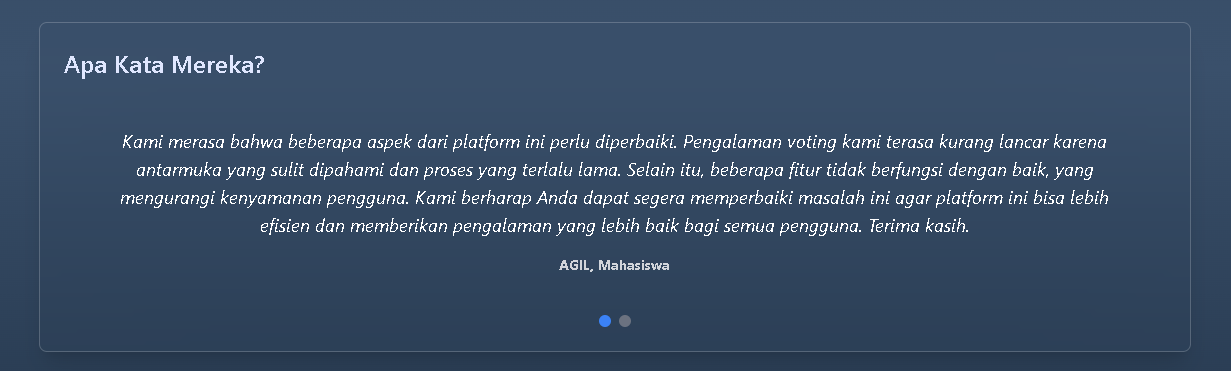 Apa Kata Mereka?
Kami merasa bahwa beberapa aspek dari platform ini perlu diperbaiki. Pengalaman voting kami terasa kurang lancar karena
antarmuka yang sulit dipahami dan proses yang terlalu lama. Selain itu, beberapa fitur tidak berfungsi dengan baik, yang
mengurangi kenyamanan pengguna. Kami berharap Anda dapat segera memperbaiki masalah ini agar platform ini bisa lebih
efisien dan memberikan pengalaman yang lebih baik bagi semua pengguna. Terima kasih.
AGIL, Mahasiswa